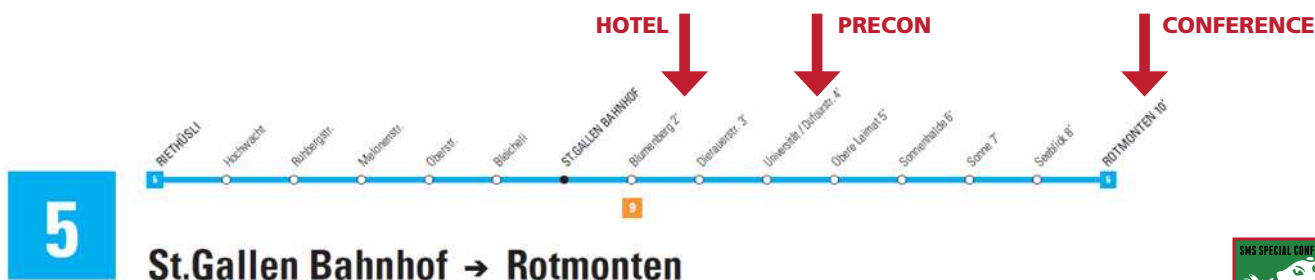 HOTEL
PRECON
CONFERENCE
RIETHÜSLI
Hochwacht
Ruhbergstr.
Melonenstr.
Oberstr.
Bleicheli
ST.GALLEN BAHNHOF
Blumenberg 2'
Dierauerstr. 3'
Universität / Dufourstr. 4'
Obere Leimat 5'
Sonnenhalde 6'
Sonne 7'
Seeblick 8'
ROTMONTEN 10'
5
5
9
5
St.Gallen Bahnhof → Rotmonten
SMS SPECIAL CONF